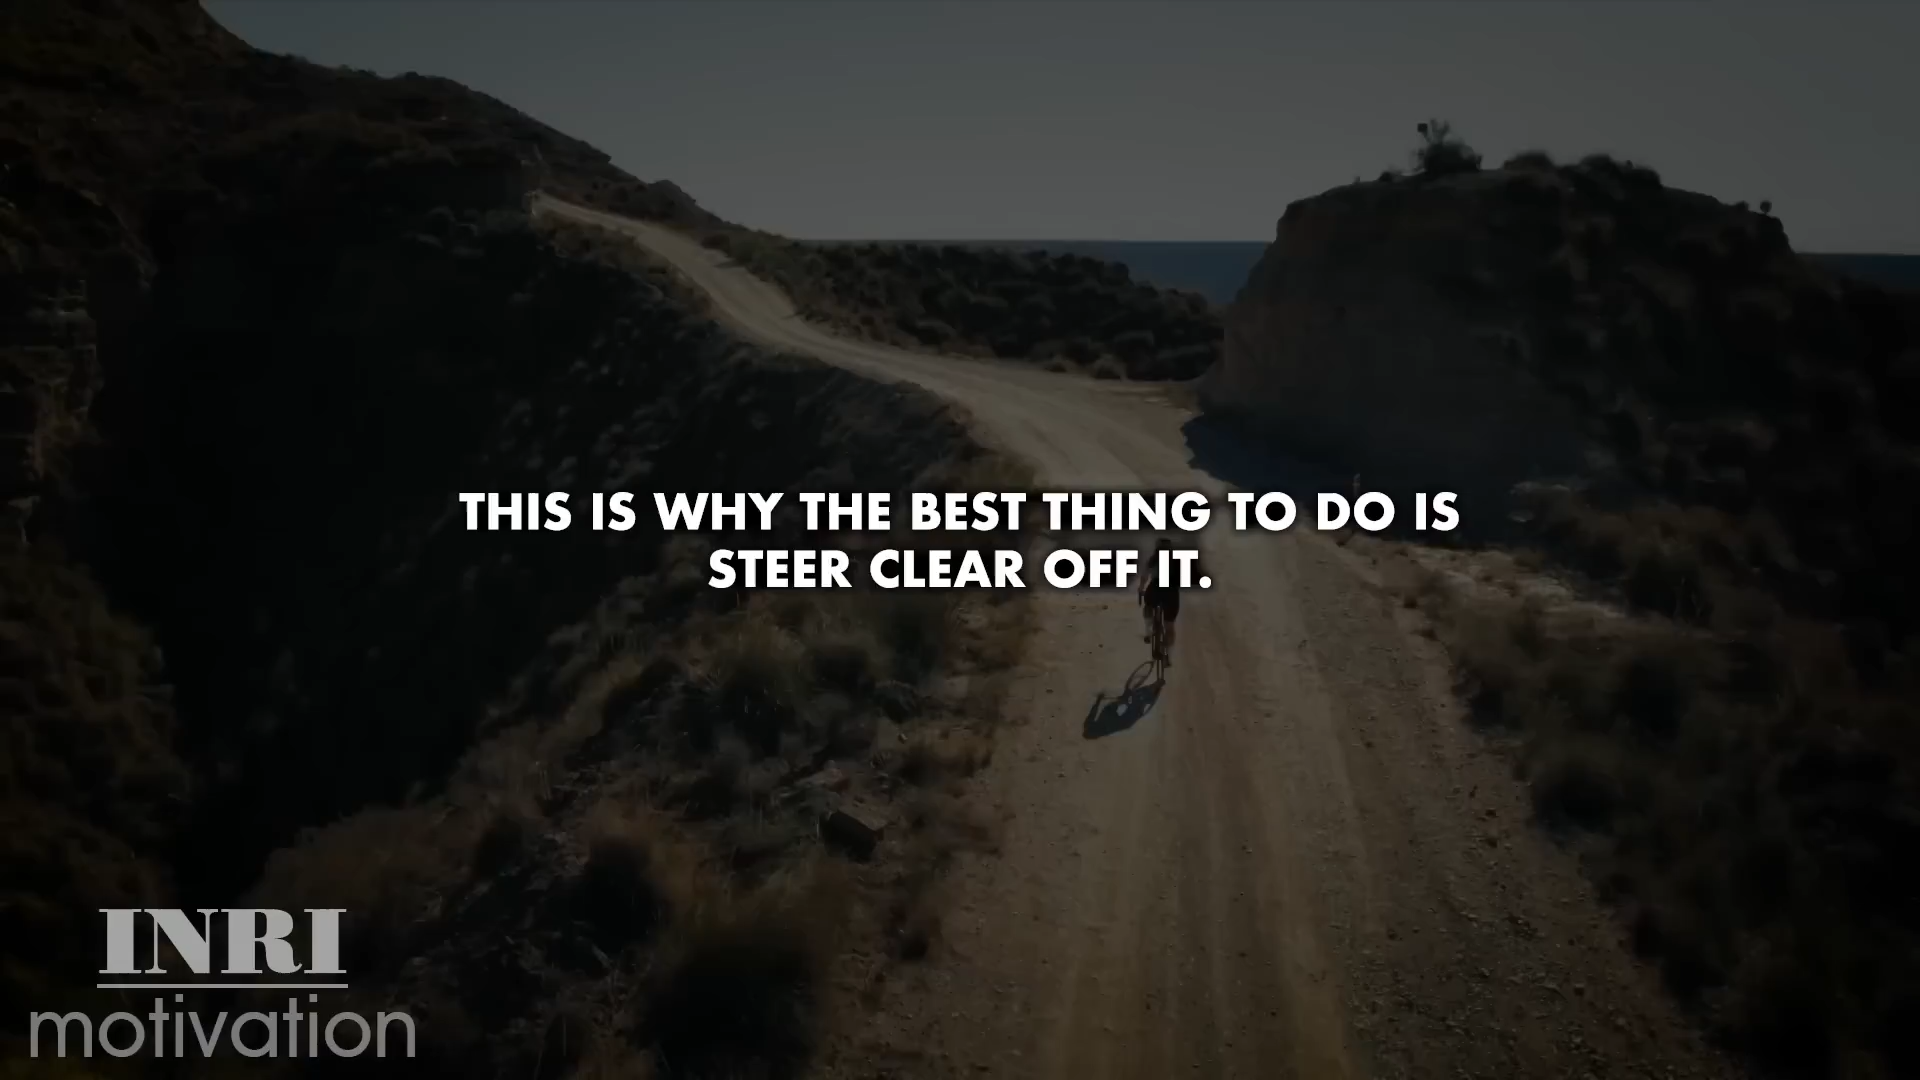 THIS IS WHY THE BEST THING TO DO IS
STEER CLEAR OFF IT.
INRI
motivation